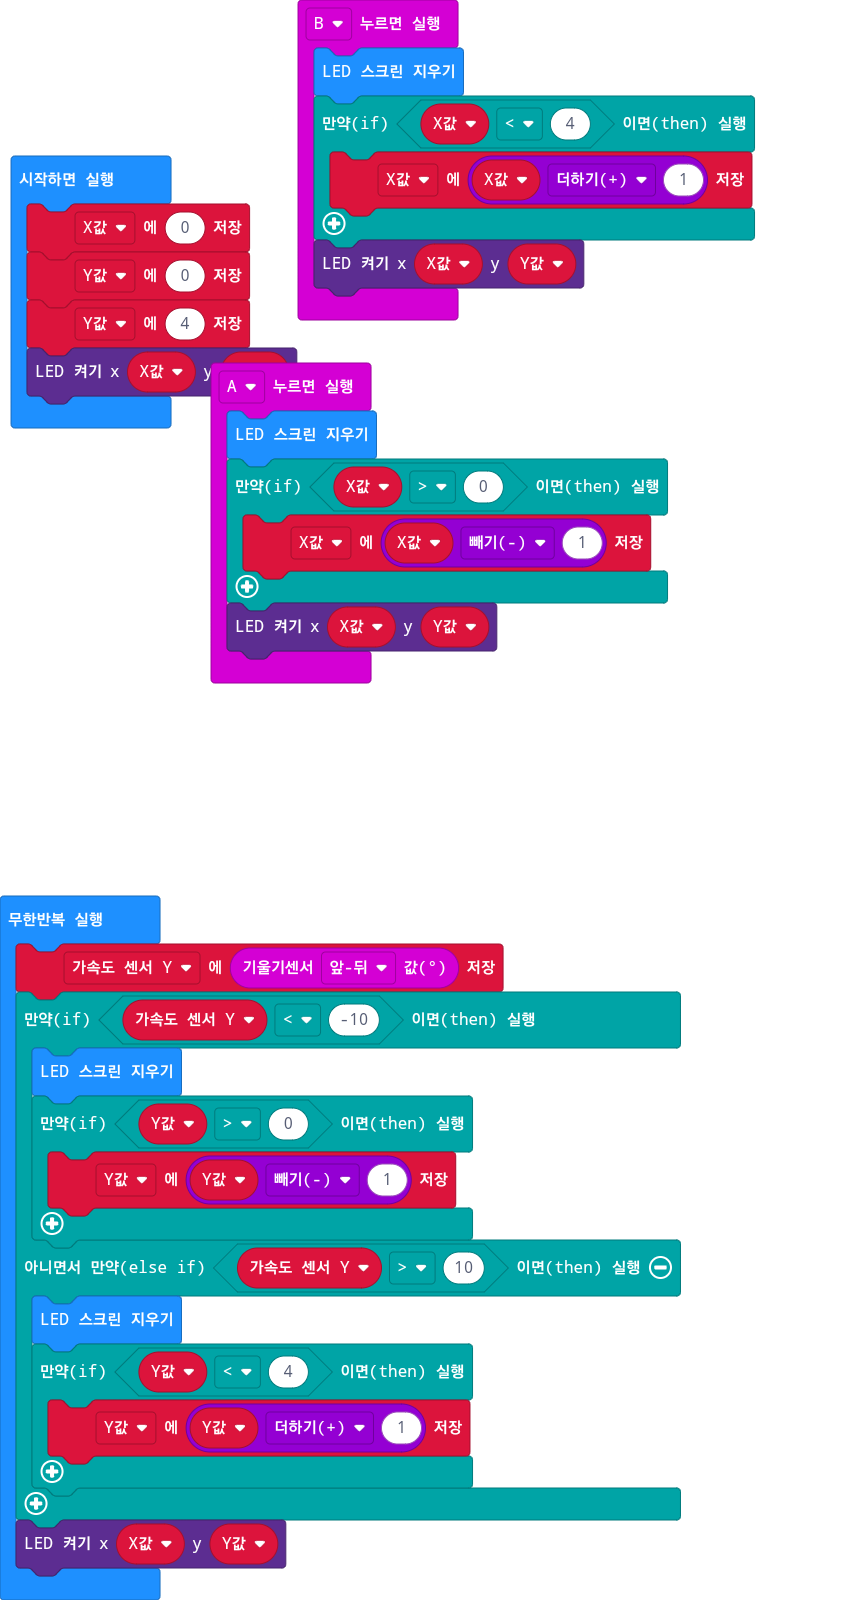 B 누르면 실행
LED 스크린 지우기
만약(if) X값 < 4 이면(then) 실행
X값 에 X값 더하기(+) 1 저장
LED 켜기 x X값 y Y값
시작하면 실행
X값 에 0 저장
Y값 에 0 저장
Y값 에 4 저장
LED 켜기 x X값 y
A 누르면 실행
LED 스크린 지우기
만약(if) X값 > 0 이면(then) 실행
X값 에 X값 빼기(-) 1 저장
LED 켜기 x X값 y Y값
무한반복 실행
가속도 센서 Y 에 기울기센서 앞-뒤 값(°) 저장
만약(if) 가속도 센서 Y < -10 이면(then) 실행
LED 스크린 지우기
만약(if) Y값 > 0 이면(then) 실행
Y값 에 Y값 빼기(-) 1 저장
아니면서 만약(else if) 가속도 센서 Y > 10 이면(then) 실행
LED 스크린 지우기
만약(if) Y값 < 4 이면(then) 실행
Y값 에 Y값 더하기(+) 1 저장
LED 켜기 x X값 y Y값